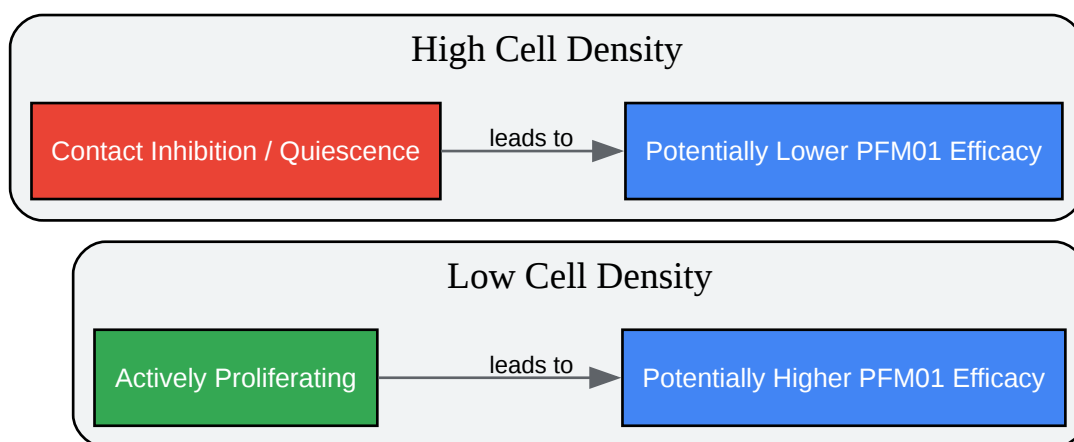 High Cell Density
Contact Inhibition / Quiescence
leads to
Potentially Lower PFM01 Efficacy
Low Cell Density
Actively Proliferating
leads to
Potentially Higher PFM01 Efficacy